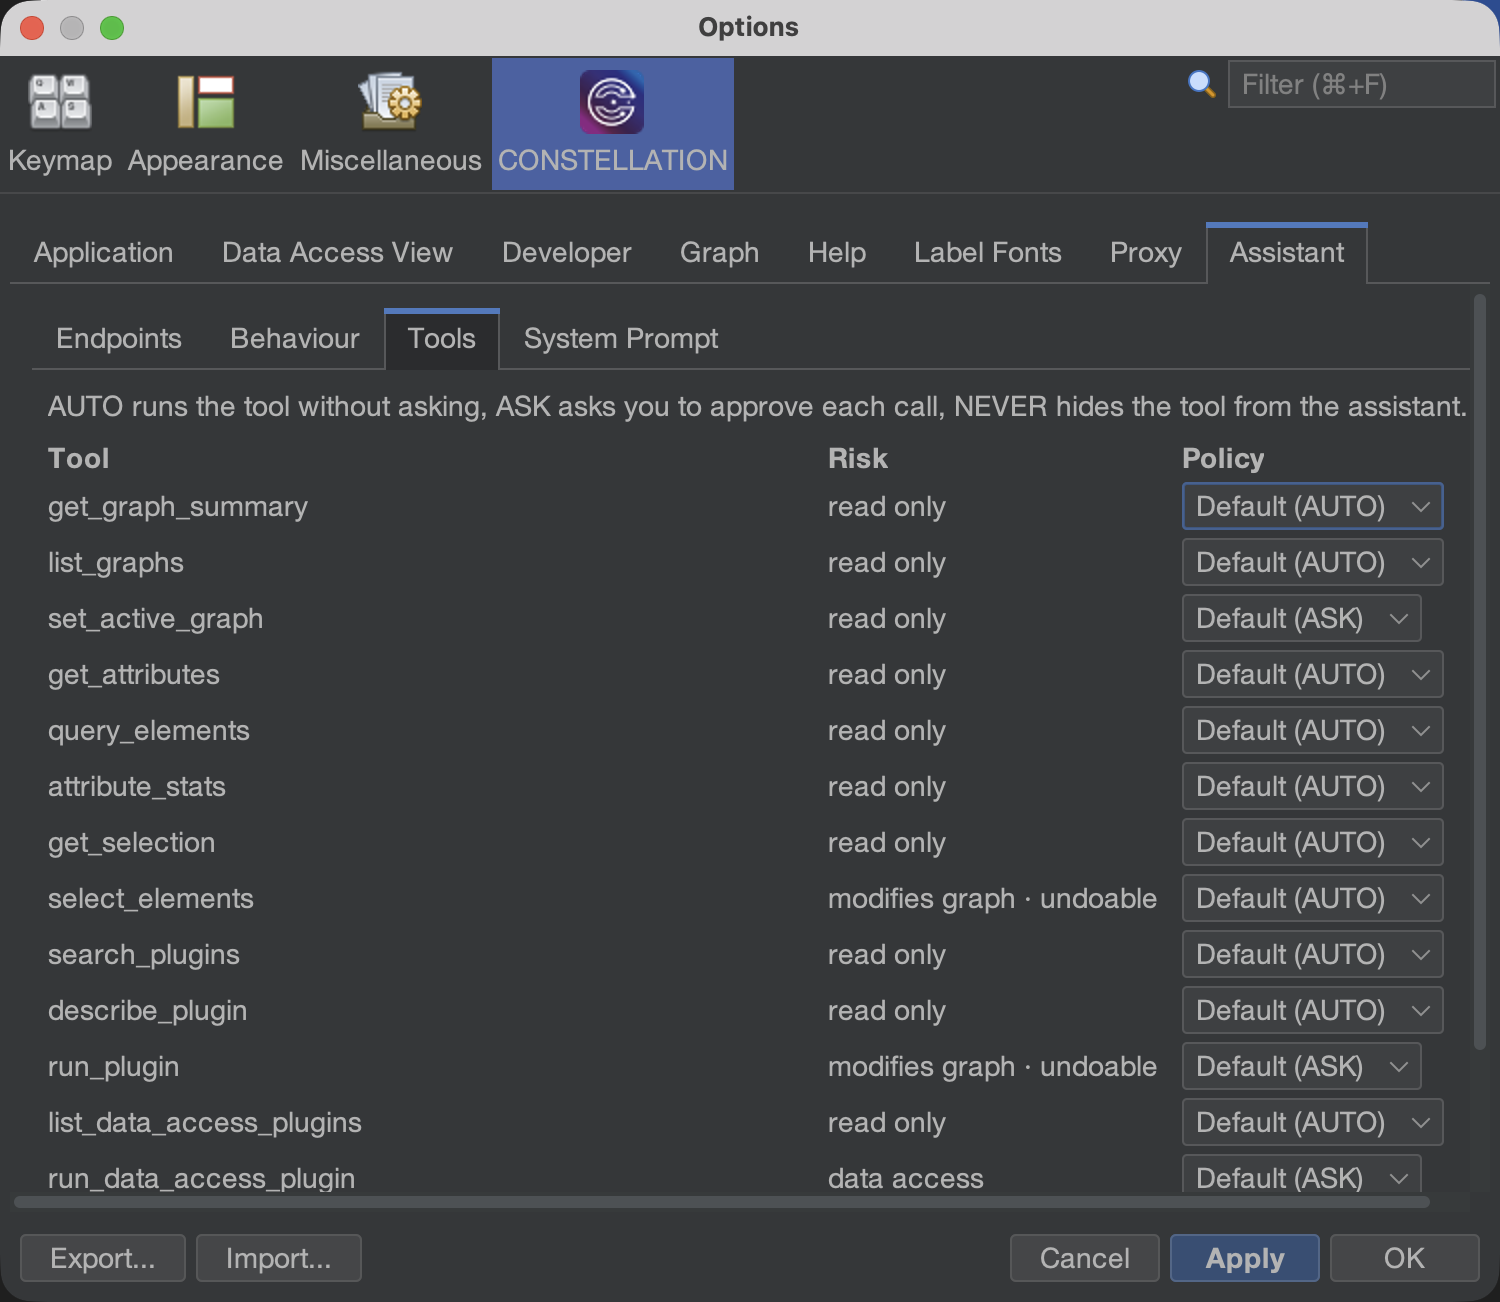 Options
Filter (⌘+F)
Keymap Appearance Miscellaneous CONSTELLATION
Application Data Access View Developer Graph Help Label Fonts Proxy Assistant
Endpoints Behaviour Tools System Prompt
AUTO runs the tool without asking, ASK asks you to approve each call, NEVER hides the tool from the assistant.
Tool Risk Policy
get_graph_summary read only Default (AUTO)
list_graphs read only Default (AUTO)
set_active_graph read only Default (ASK)
get_attributes read only Default (AUTO)
query_elements read only Default (AUTO)
attribute_stats read only Default (AUTO)
get_selection read only Default (AUTO)
select_elements modifies graph · undoable Default (AUTO)
search_plugins read only Default (AUTO)
describe_plugin read only Default (AUTO)
run_plugin modifies graph · undoable Default (ASK)
list_data_access_plugins read only Default (AUTO)
run_data_access_plugin data access Default (ASK)
Export... Import... Cancel Apply OK